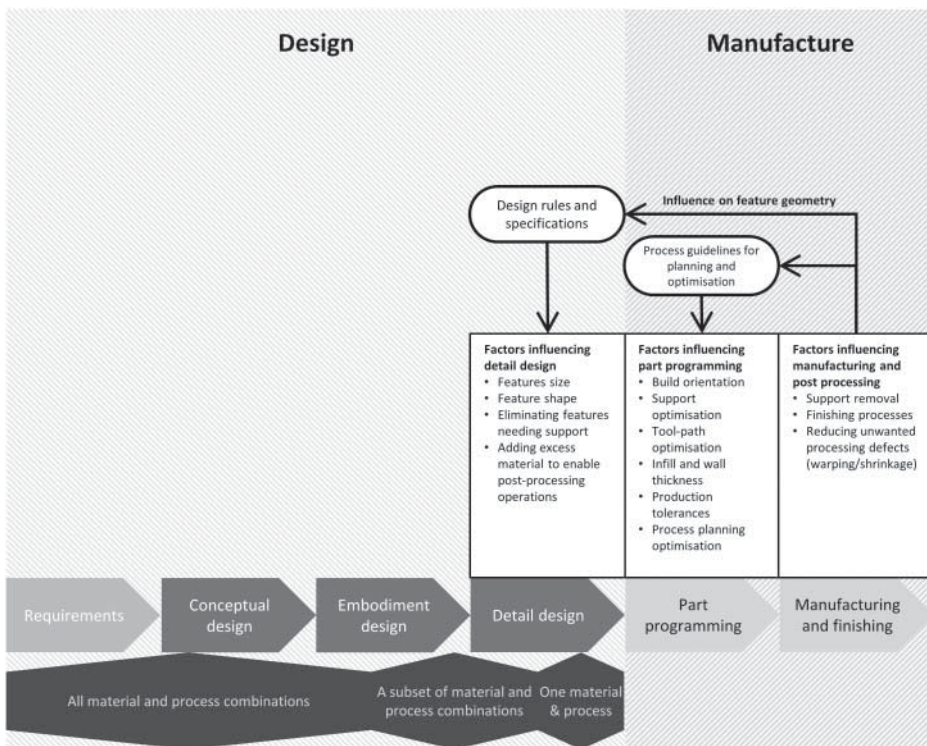 Design
Manufacture
Influence on feature geometry
Design rules and
specifications
Process guidelines for
planning and
optimisation
Factors influencing
detail design
• Features size
• Feature shape
• Eliminating features
needing support
• Adding excess
material to enable
post-processing
operations
Factors influencing
part programming
• Build orientation
• Support
optimisation
• Tool-path
optimisation
• Infill and wall
thickness
• Production
tolerances
• Process planning
optimisation
Factors influencing
manufacturing and
post processing
• Support removal
• Finishing processes
• Reducing unwanted
processing defects
(warping/shrinkage)
Requirements
Conceptual
design
Embodiment
design
Detail design
Part
programming
Manufacturing
and finishing
All material and process combinations
A subset of material and
process combinations
One material
& process